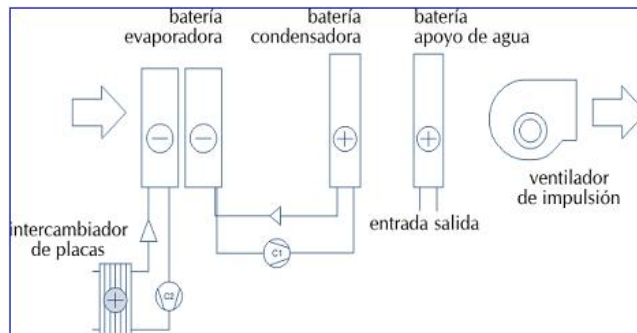 batería
evaporadora
batería
condensadora
batería
apoyo de agua
ventilador
de impulsión
entrada salida
intercambiador
de placas
C1
C2